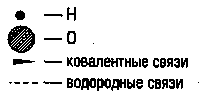 — H
— O
— ковалентные связи
— водородные связи